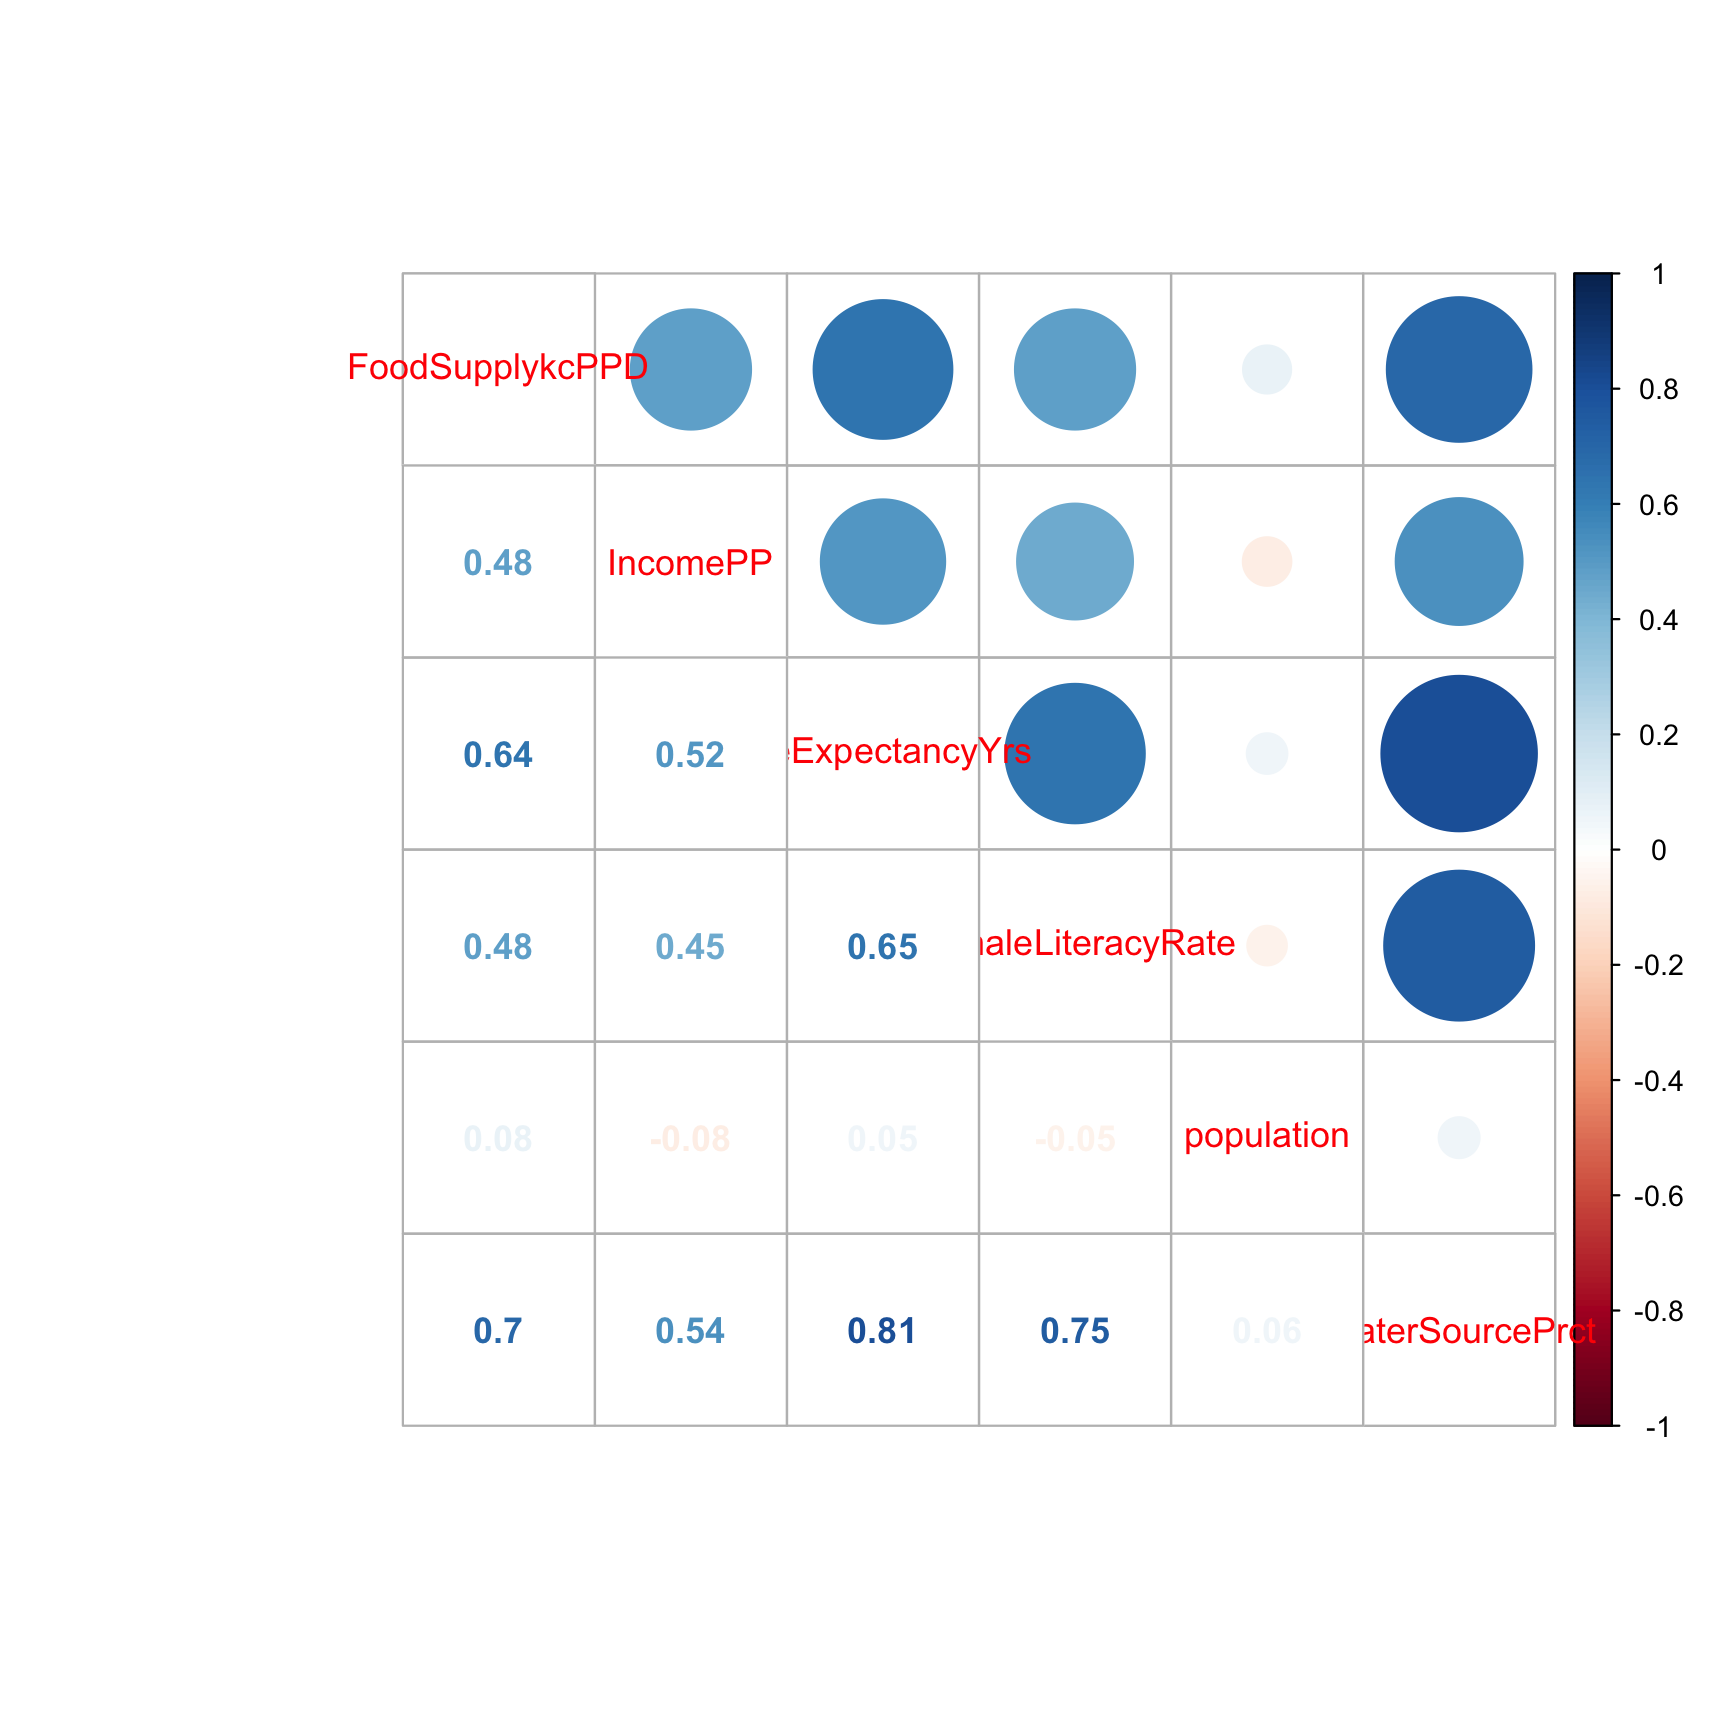 FoodSupplykcPPD
0.48 IncomePP
0.64 0.52 eExpectancyYrs
0.48 0.45 0.65 naleLiteracyRate
0.08 -0.08 0.05 -0.05 population
0.7 0.54 0.81 0.75 0.06 aterSourcePrct
1
0.8
0.6
0.4
0.2
0
-0.2
-0.4
-0.6
-0.8
-1